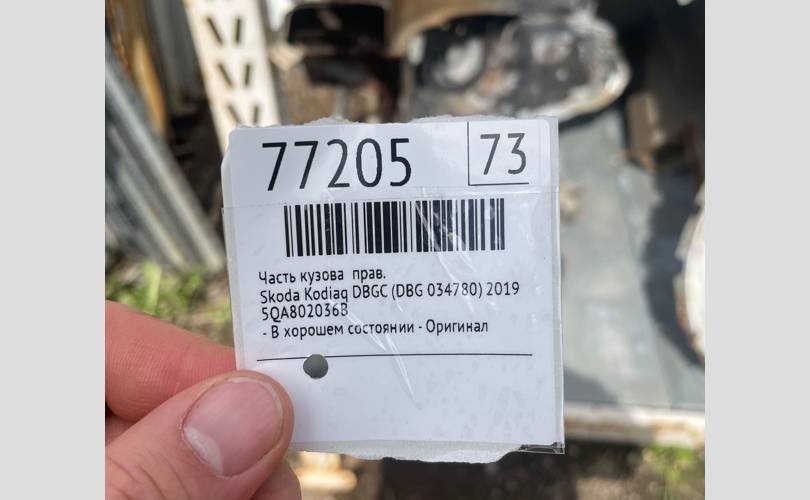 77205
73
Часть кузова прав.
Skoda Kodiaq DBGC (DBG 034780) 2019
5QA802036B
- В хорошем состоянии - Оригинал